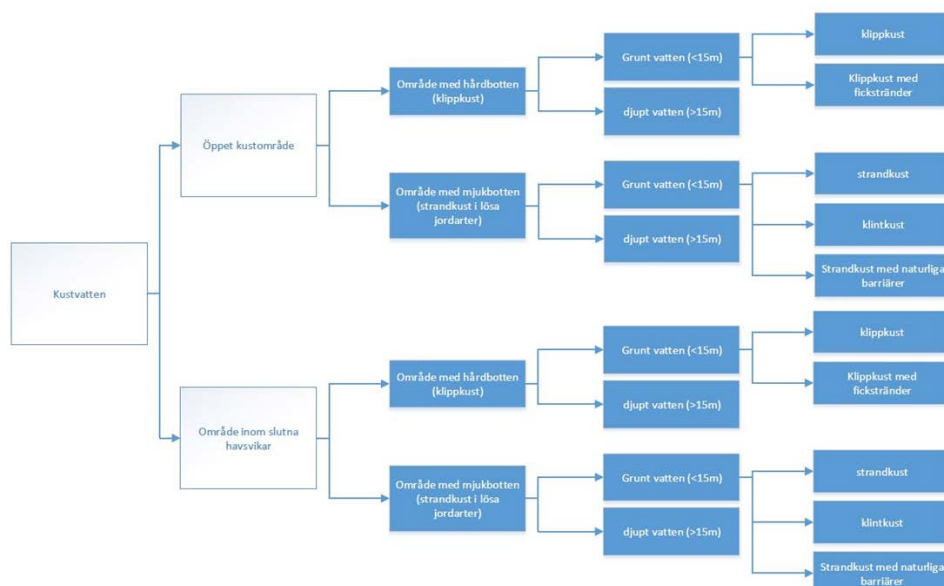 Kustvatten
Öppet kustområde
Område med hårdbotten
(klippkust)
Grunt vatten (<15m)
klippkust
Klippkust med
fickstränder
djupt vatten (>15m)
Område med mjukbotten
(strandkust i lösa
jordarter)
Grunt vatten (<15m)
strandkust
klintkust
Strandkust med naturliga
barriärer
djupt vatten (>15m)
Område inom slutna
havsvikar
Område med hårdbotten
(klippkust)
Grunt vatten (<15m)
klippkust
Klippkust med
fickstränder
djupt vatten (>15m)
Område med mjukbotten
(strandkust i lösa
jordarter)
Grunt vatten (<15m)
strandkust
klintkust
Strandkust med naturliga
barriärer
djupt vatten (>15m)